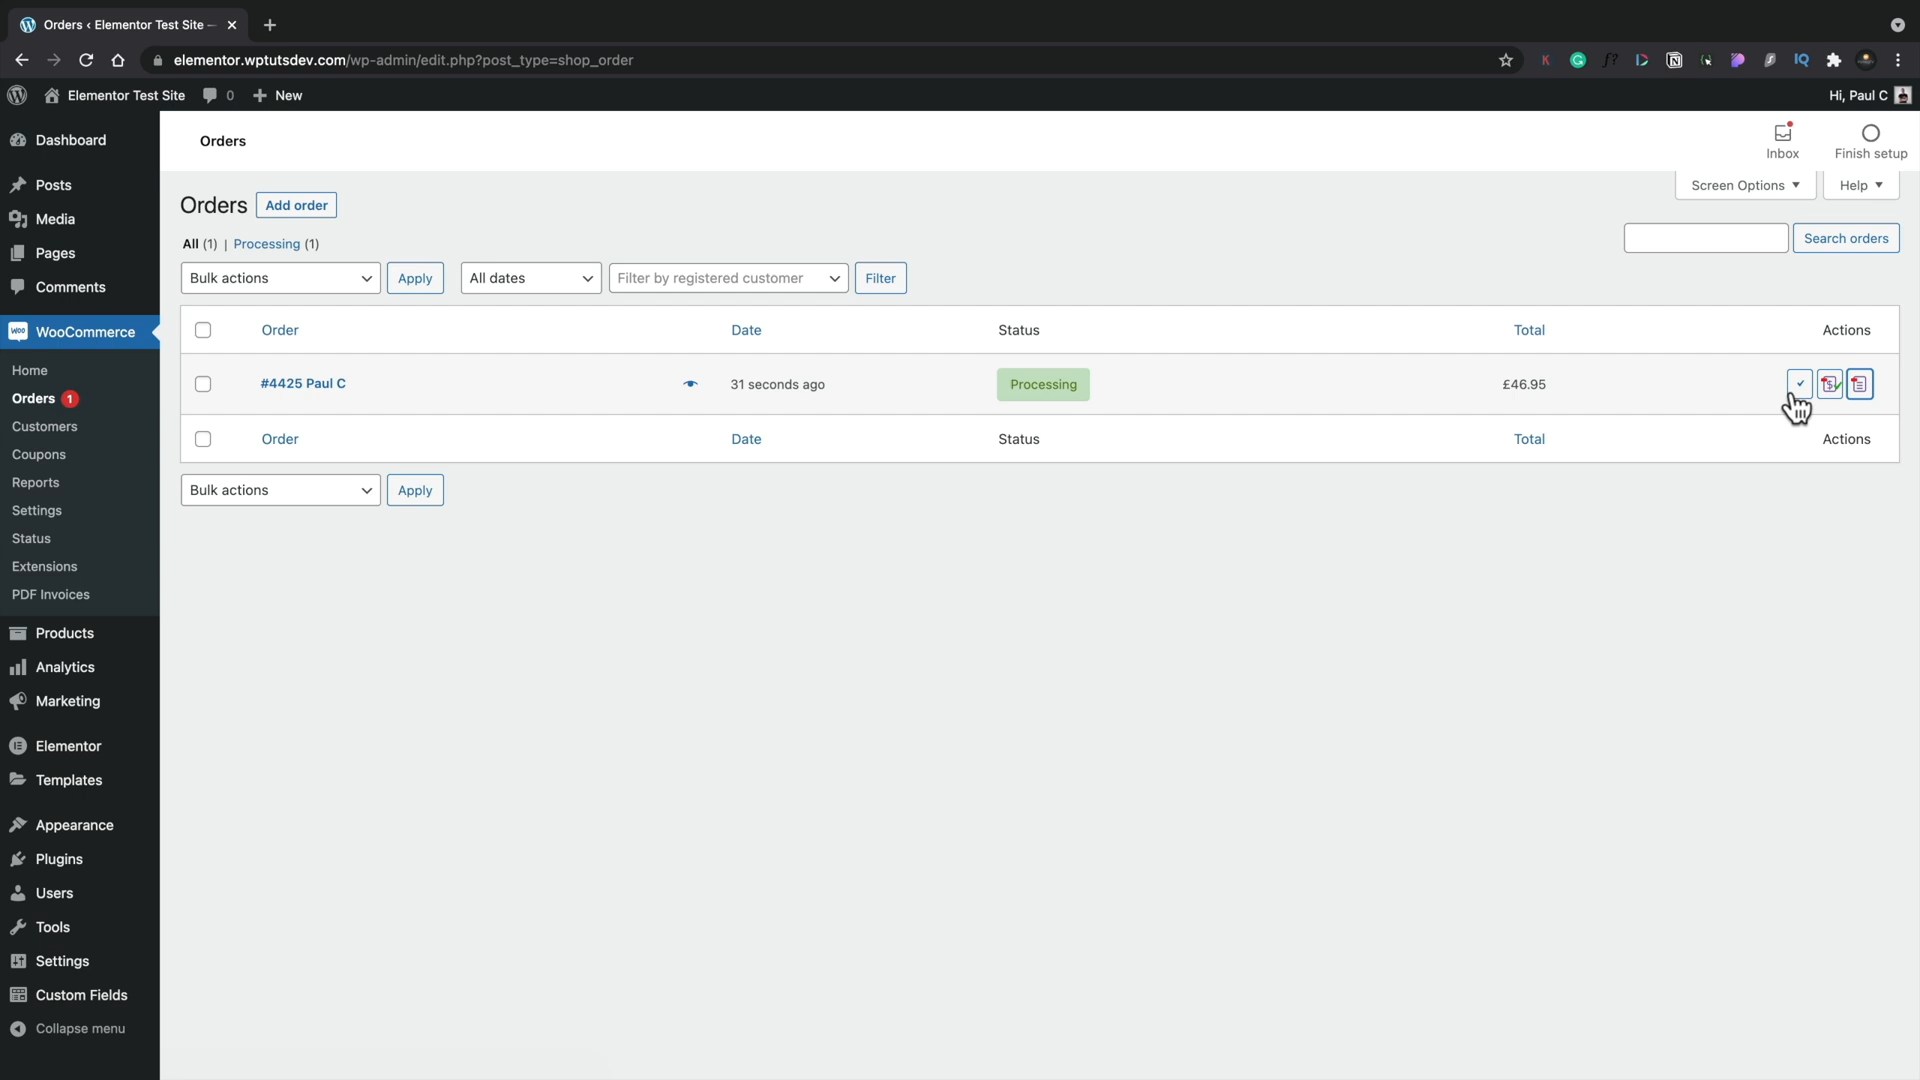 Orders < Elementor Test Site –
elementor.wptutsdev.com/wp-admin/edit.php?post_type=shop_order
Elementor Test Site 0 New
Hi, Paul C
Dashboard
Posts
Media
Pages
Comments
WooCommerce
Home
Orders 1
Customers
Coupons
Reports
Settings
Status
Extensions
PDF Invoices
Products
Analytics
Marketing
Elementor
Templates
Appearance
Plugins
Users
Tools
Settings
Custom Fields
Collapse menu
Orders
Inbox
Finish setup
Screen Options
Help
Orders Add order
All (1) | Processing (1)
Search orders
Bulk actions Apply All dates Filter by registered customer Filter
Order Date Status Total Actions
#4425 Paul C 31 seconds ago Processing £46.95
Order Date Status Total Actions
Bulk actions Apply